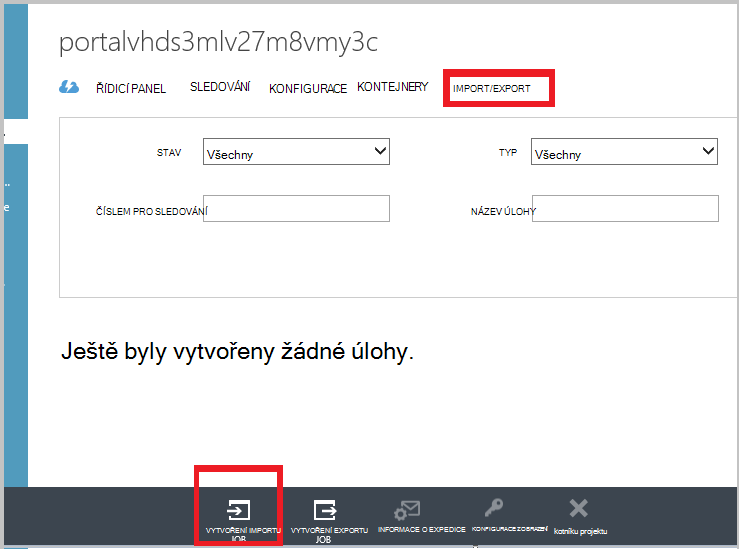 portalvhds3mlv27m8vmy3c
ŘÍDICÍ PANEL SLEDOVÁNÍ KONFIGURACE KONTEJNERY IMPORT/EXPORT
STAV Všechny TYP Všechny
ČÍSLEM PRO SLEDOVÁNÍ NÁZEV ÚLOHY
Ještě byly vytvořeny žádné úlohy.
VYTVOŘENÍ IMPORTU VYTVOŘENÍ EXPORTU INFORMACE O EXPEDICE KONFIGURACE ZOBRAZENÍ kotníku projektu
JOB JOB